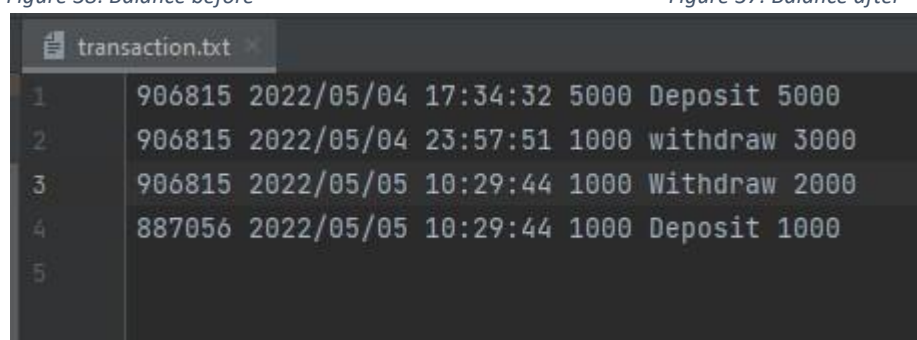 Figure 38. Balance before Figure 37. Balance after
transaction.txt
1 906815 2022/05/04 17:34:32 5000 Deposit 5000
2 906815 2022/05/04 23:57:51 1000 withdraw 3000
3 906815 2022/05/05 10:29:44 1000 Withdraw 2000
4 887056 2022/05/05 10:29:44 1000 Deposit 1000
5